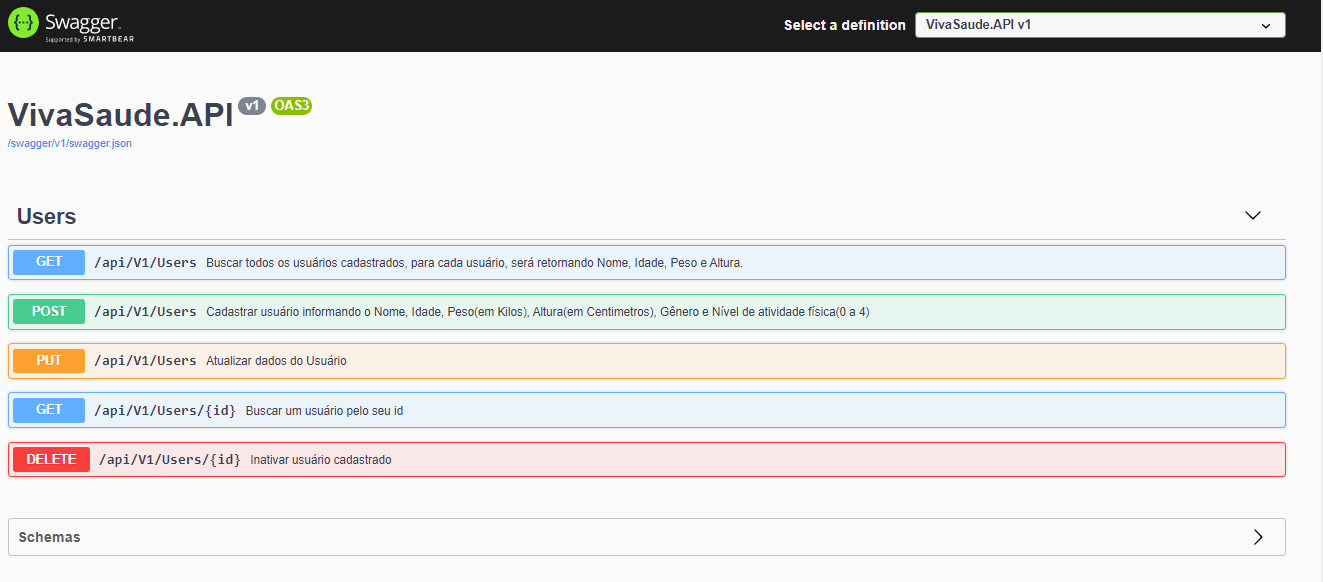 Swagger™
Supported by SMARTBEAR
Select a definition
VivaSaude.API v1
VivaSaude.API v1 OAS3
/swagger/v1/swagger.json
Users
GET /api/V1/Users Buscar todos os usuários cadastrados, para cada usuário, será retornando Nome, Idade, Peso e Altura.
POST /api/V1/Users Cadastrar usuário informando o Nome, Idade, Peso(em Kilos), Altura(em Centimetros), Gênero e Nível de atividade física(0 a 4)
PUT /api/V1/Users Atualizar dados do Usuário
GET /api/V1/Users/{id} Buscar um usuário pelo seu id
DELETE /api/V1/Users/{id} Inativar usuário cadastrado
Schemas